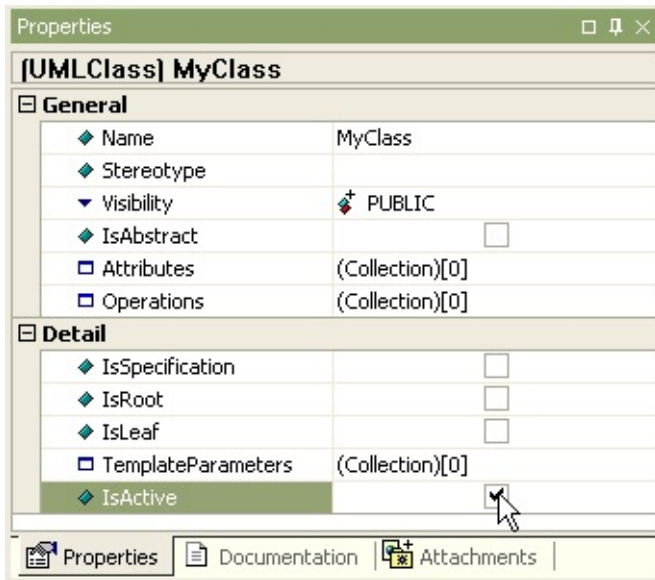 Properties
(UMLClass) MyClass
General
Name MyClass
Stereotype
Visibility PUBLIC
IsAbstract
Attributes (Collection)[0]
Operations (Collection)[0]
Detail
IsSpecification
IsRoot
IsLeaf
TemplateParameters (Collection)[0]
IsActive
Properties Documentation Attachments